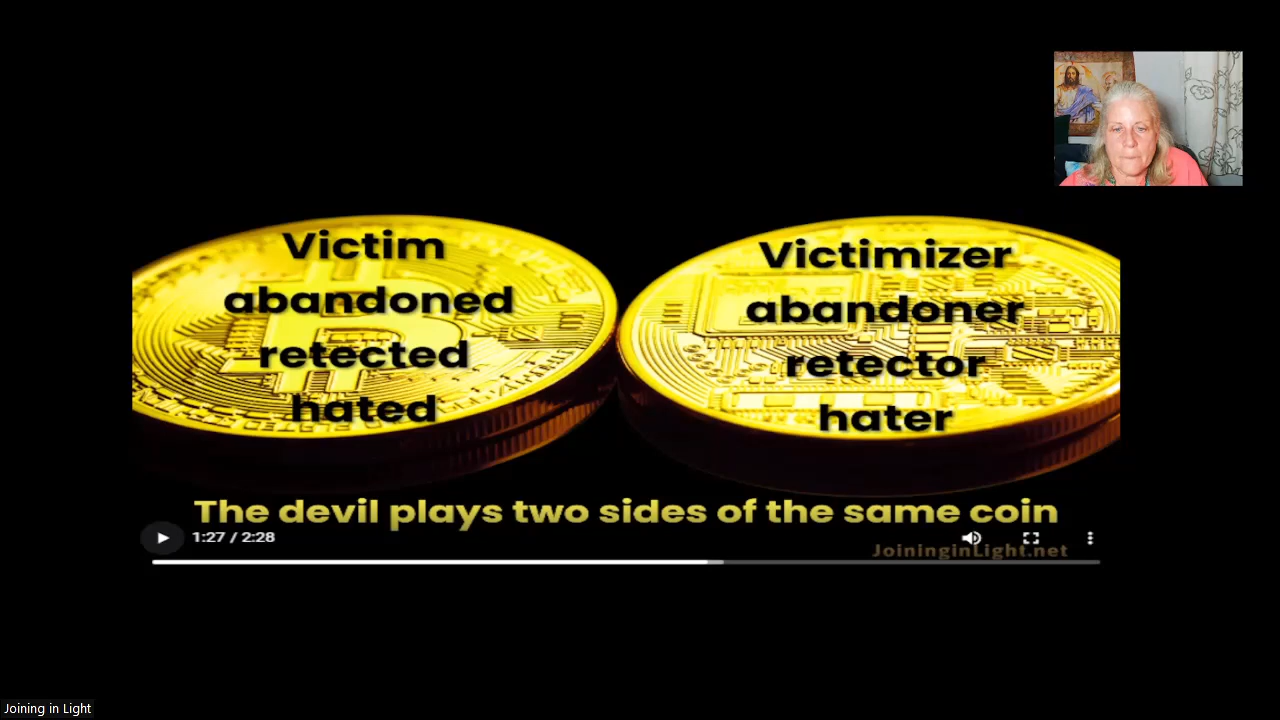 Victim
abandoned
retected
hated
Victimizer
abandoner
retector
hater
The devil plays two sides of the same coin
1:27 / 2:28
JoininginLight.net
Joining in Light